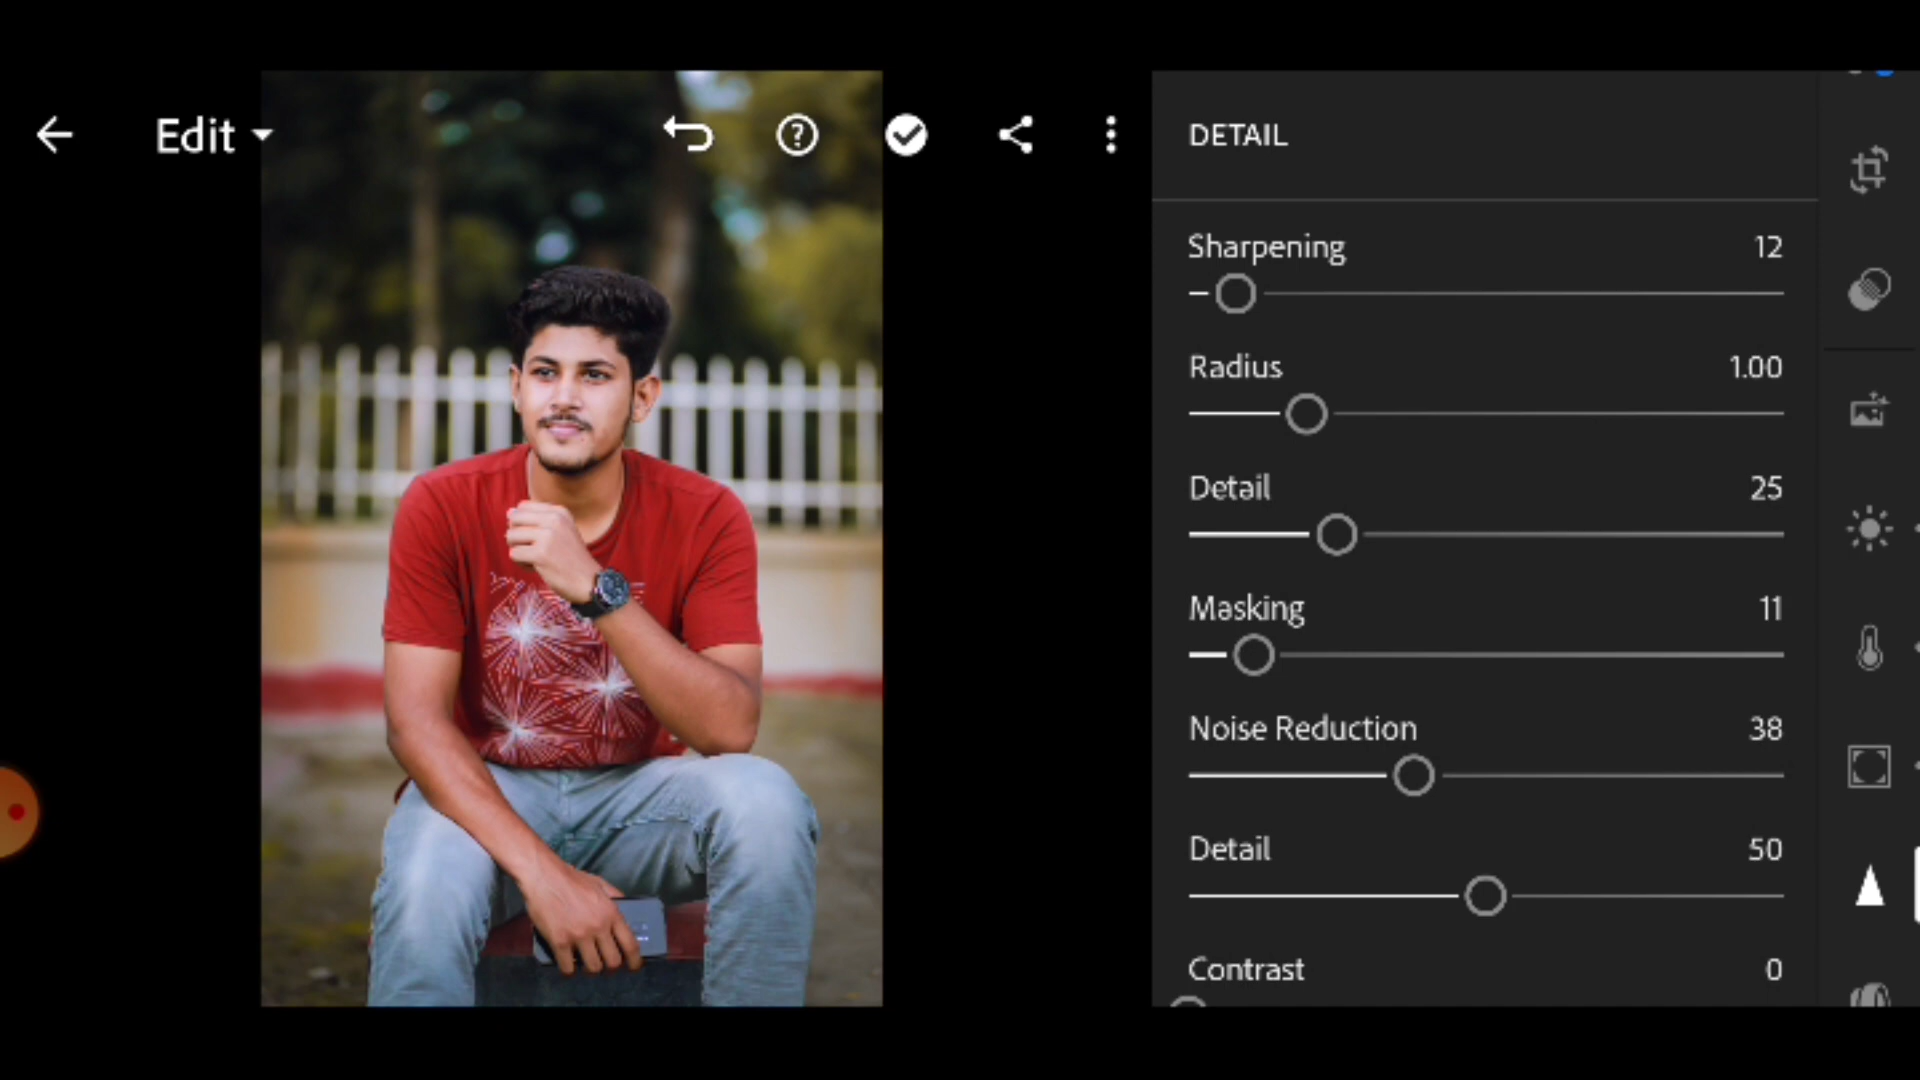 Edit
DETAIL
Sharpening 12
Radius 1.00
Detail 25
Masking 11
Noise Reduction 38
Detail 50
Contrast 0